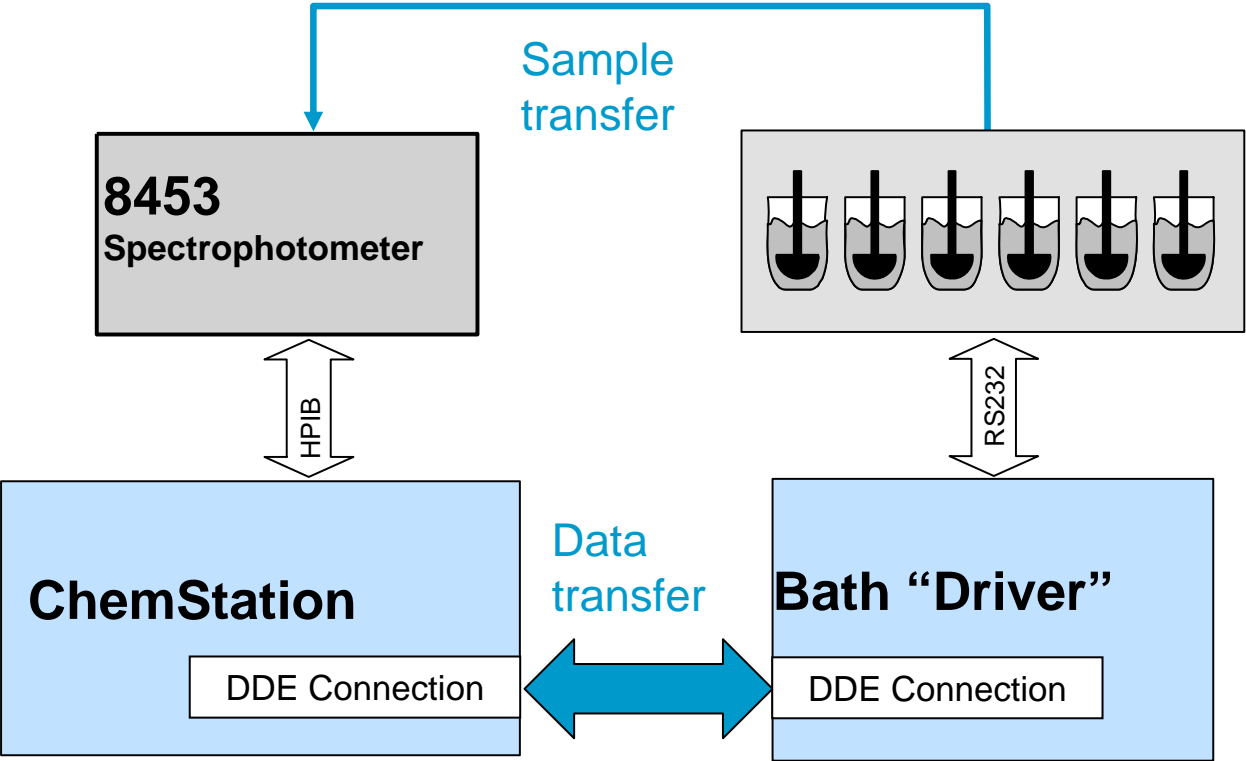 Sample
transfer
8453
Spectrophotometer
HPIB
RS232
ChemStation
Data
transfer
Bath “Driver”
DDE Connection
DDE Connection